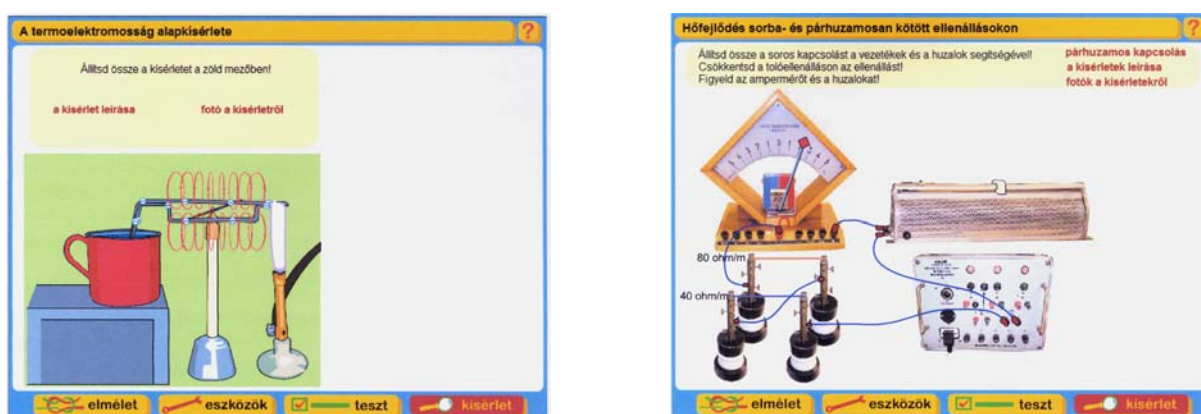 A termoelektromosság alapkísérlete
?
Állítsd össze a kísérletet a zöld mezőben!
a kísérlet leírása
fotó a kísérletről
elmélet
eszközök
teszt
kísérlet
Hőfejlődés sorba- és párhuzamosan kötött ellenállásokon
?
Állítsd össze a soros kapcsolást a vezetékek és a huzalok segítségével!
Csökkentsd a tolóellenálláson az ellenállást!
Figyeld az ampermérőt és a huzalokat!
párhuzamos kapcsolás
a kísérletek leírása
fotók a kísérletekről
80 ohm/m
40 ohm/m
elmélet
eszközök
teszt
kísérlet